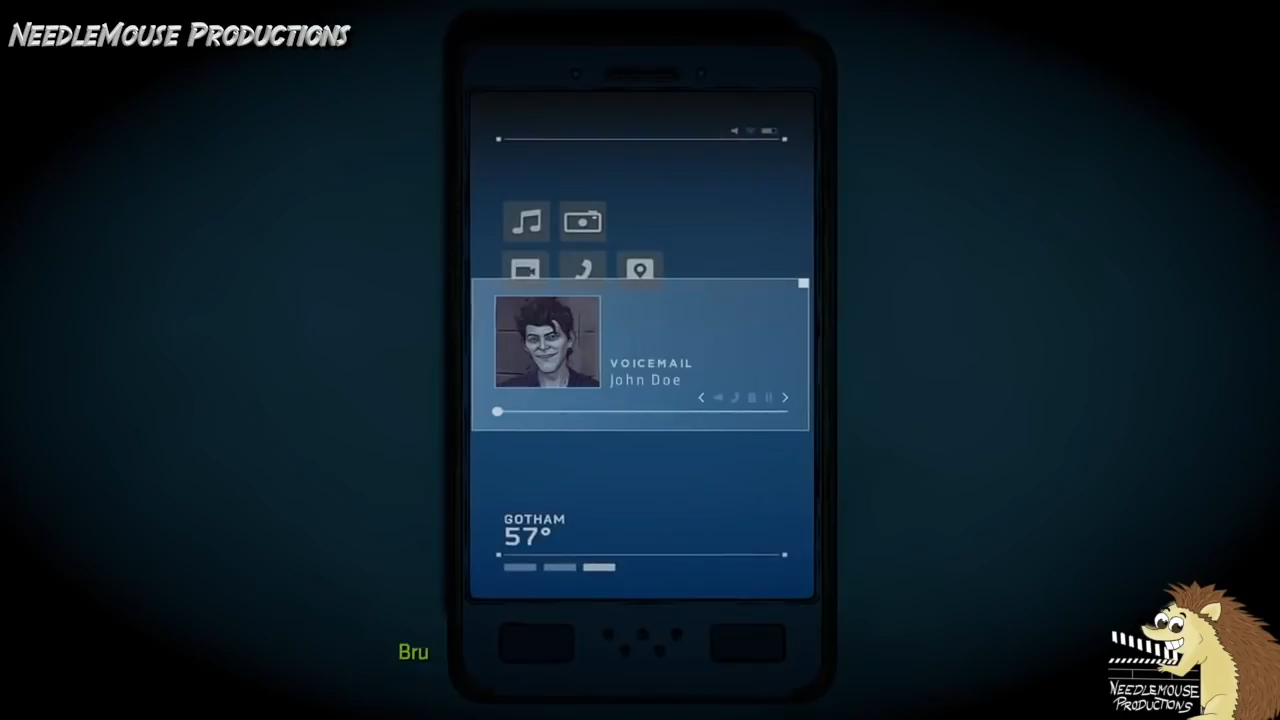 NEEDLEMOUSE PRODUCTIONS
VOICEMAIL
John Doe
GOTHAM
57°
Bru
NEEDLEMOUSE
PRODUCTIONS